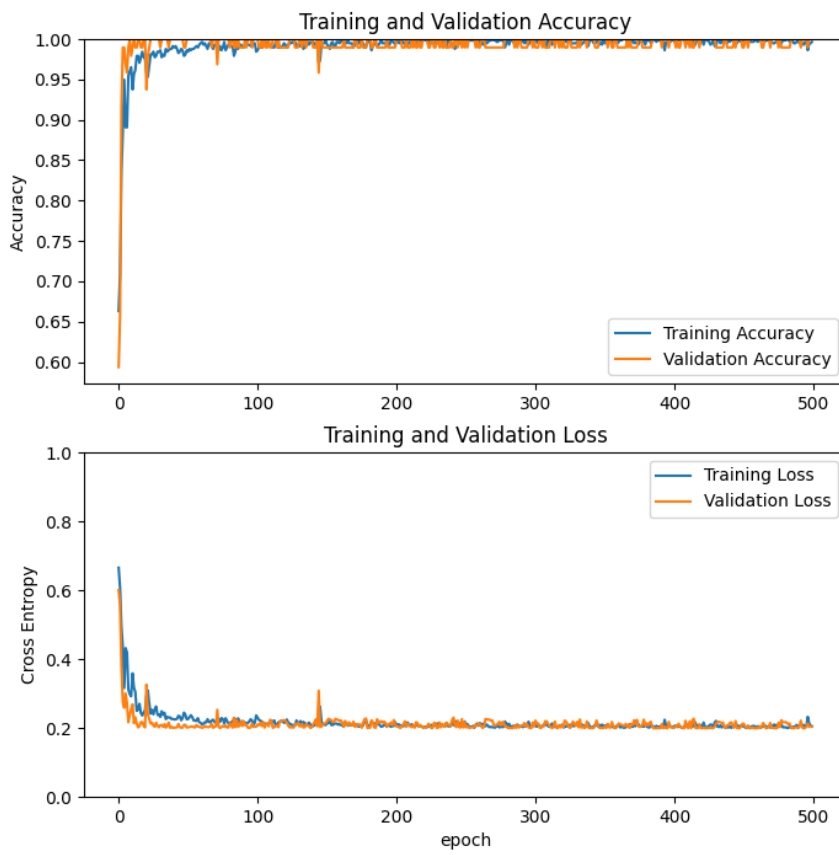 Training and Validation Accuracy
1.00
0.95
0.90
0.85
0.80
0.75
0.70
0.65
0.60
Accuracy
Training Accuracy
Validation Accuracy
0 100 200 300 400 500
Training and Validation Loss
1.0
0.8
0.6
0.4
0.2
0.0
Cross Entropy
Training Loss
Validation Loss
0 100 200 300 400 500
epoch